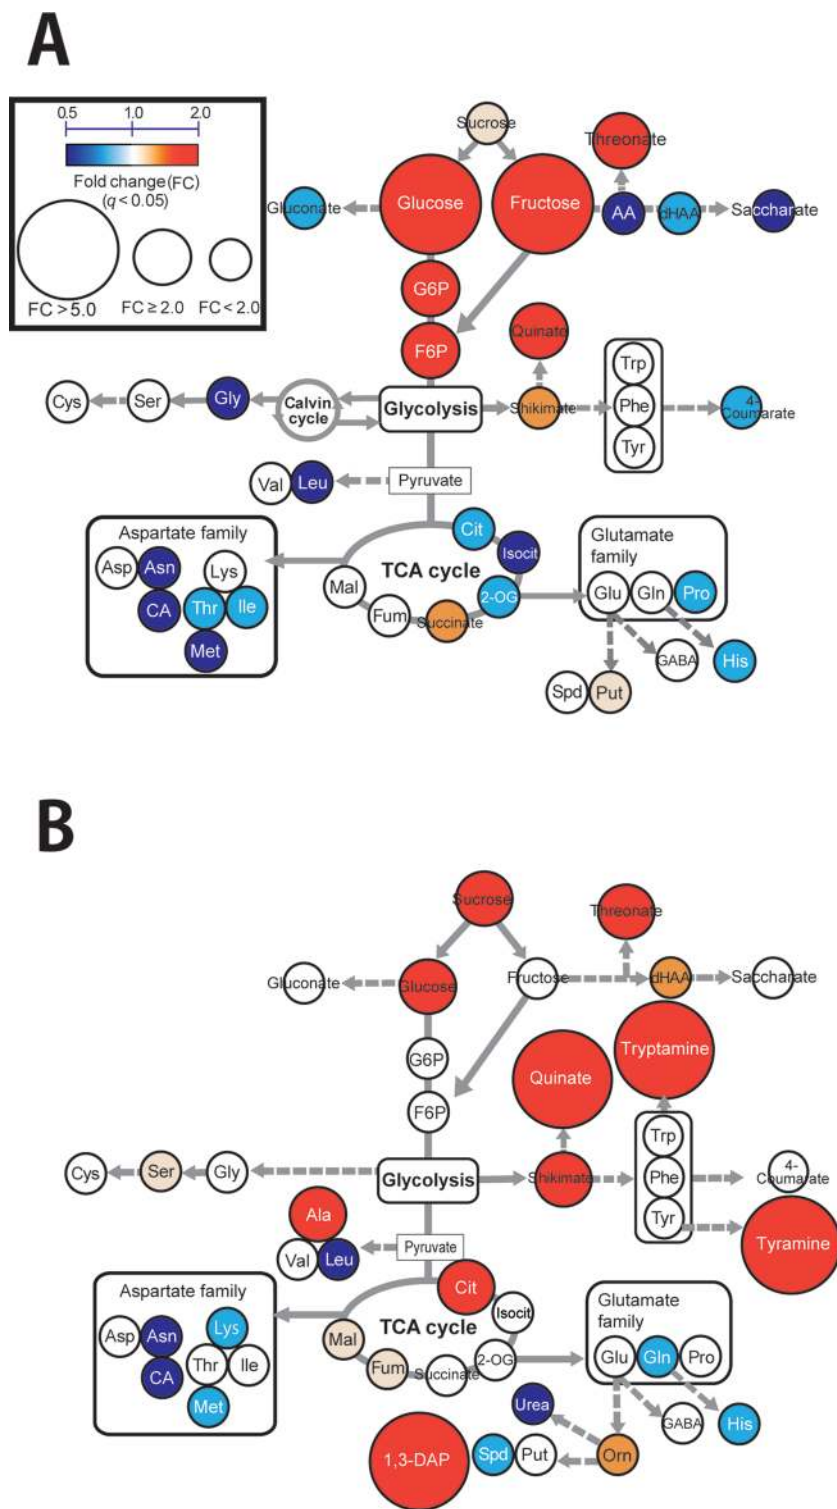 A
0.5 1.0 2.0
Fold change (FC)
(q < 0.05)
FC > 5.0 FC ≥ 2.0 FC < 2.0
Sucrose
Threonate
Gluconate Glucose Fructose AA dHAA Saccharate
G6P
Quinate
F6P
Trp
Cys Ser Gly Calvin cycle Glycolysis Shikimate Phe 4-Coumarate
Tyr
Val Leu Pyruvate
Aspartate family
Cit
Glutamate family
Asp Asn Lys
Isocit
TCA cycle
Mal
CA Thr Ile
2-OG
Glu Gln Pro
Fum Succinate
Met
GABA His
Spd Put
B
Sucrose
Threonate
Gluconate Glucose Fructose dHAA Saccharate
Tryptamine
G6P
Quinate
F6P
Trp
Cys Ser Gly Glycolysis Shikimate Phe 4-Coumarate
Ala
Tyr
Val Leu Pyruvate
Tyramine
Cit
Aspartate family
Isocit
Glutamate family
TCA cycle
Asp Asn Lys
Mal
Thr Ile
2-OG
Glu Gln Pro
CA
Fum Succinate
Met
Urea
GABA His
1,3-DAP Spd Put Orn